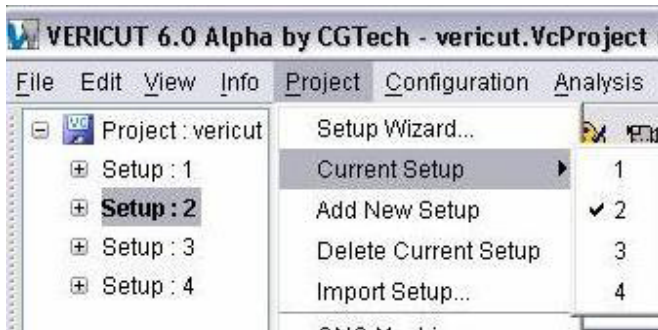 VERICUT 6.0 Alpha by CGTech - vericut.VcProject
File Edit View Info Project Configuration Analysis
Project : vericut
Setup : 1
Setup : 2
Setup : 3
Setup : 4
Setup Wizard...
Current Setup
Add New Setup
Delete Current Setup
Import Setup...
1
2
3
4